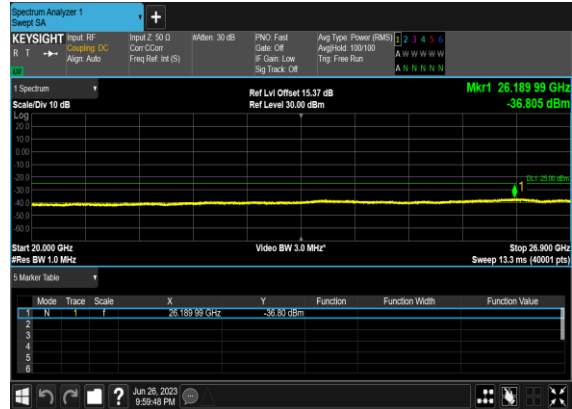 Spectrum Analyzer 1
Swept SA
+
KEYSIGHT
R T
Input: RF
Coupling: DC
Align: Auto
Input Z: 50 Ω
Corr CCorr
Freq Ref: Int (S)
#Atten: 30 dB
PNO: Fast
Gate: Off
IF Gain: Low
Sig Track: Off
Avg Type: Power (RMS)
Avg|Hold: 100/100
Trig: Free Run
1 2 3 4 5 6
A W W W W W
A N N N N N
1 Spectrum
Scale/Div 10 dB
Ref Lvl Offset 15.37 dB
Ref Level 30.00 dBm
Mkr1 26.189 99 GHz
-36.805 dBm
Log
20.0
10.0
0.00
-10.0
-20.0
-30.0
-40.0
-50.0
-60.0
DL1 -25.00 dBm
1
Start 20.000 GHz
#Res BW 1.0 MHz
Video BW 3.0 MHz*
Stop 26.900 GHz
Sweep 13.3 ms (40001 pts)
5 Marker Table
Mode Trace Scale X Y Function Function Width Function Value
1 N 1 f 26.189 99 GHz -36.80 dBm
2
3
4
5
6
?
Jun 26, 2023
9:59:48 PM